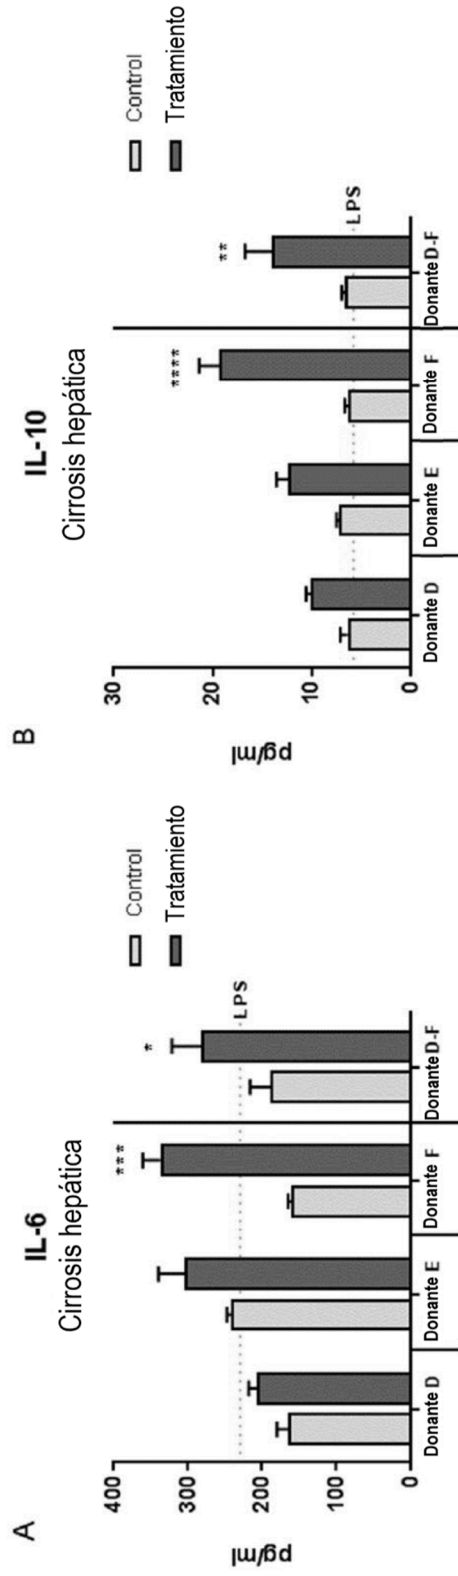 A
IL-6
Cirrosis hepática
Control
Tratamiento
pg/ml
400
300
200
100
0
***
*
LPS
Donante D
Donante E
Donante F
Donante D-F
B
IL-10
Cirrosis hepática
Control
Tratamiento
pg/ml
30
20
10
0
****
**
LPS
Donante D
Donante E
Donante F
Donante D-F